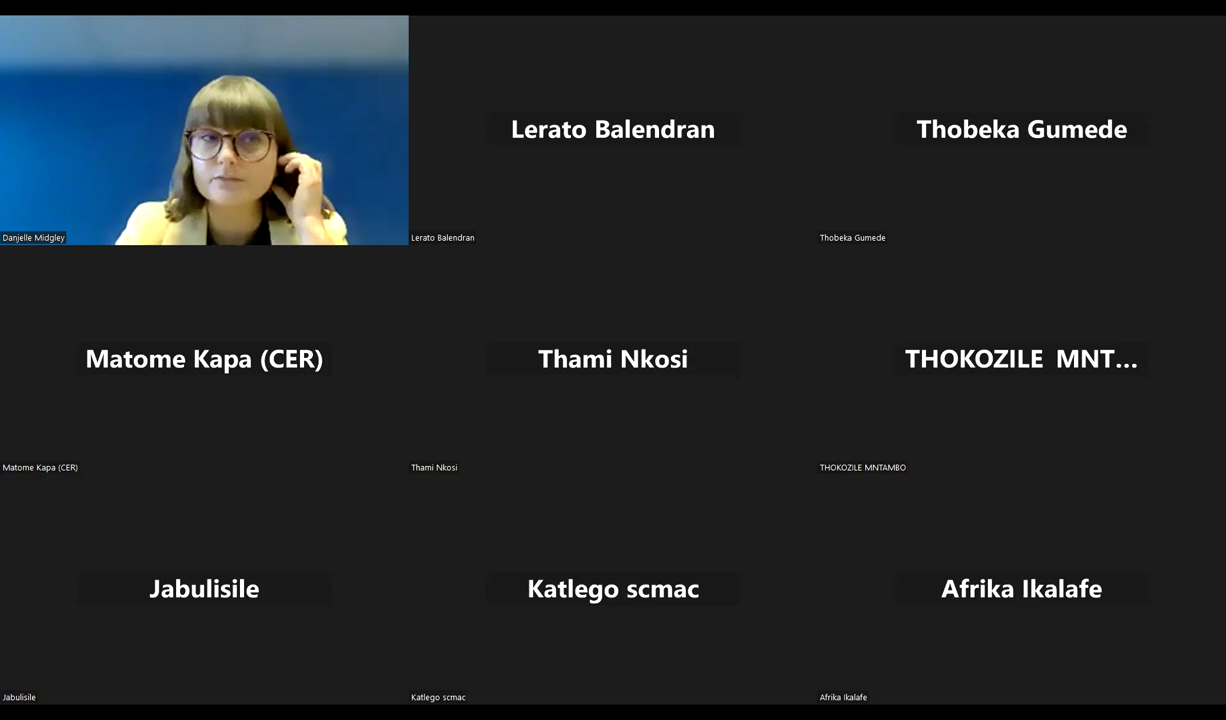 Lerato Balendran
Thobeka Gumede
Danjelle Midgley
Lerato Balendran
Thobeka Gumede
Matome Kapa (CER)
Thami Nkosi
THOKOZILE MNT...
Matome Kapa (CER)
Thami Nkosi
THOKOZILE MNTAMBO
Jabulisile
Katlego scmac
Afrika Ikalafe
Jabulisile
Katlego scmac
Afrika Ikalafe